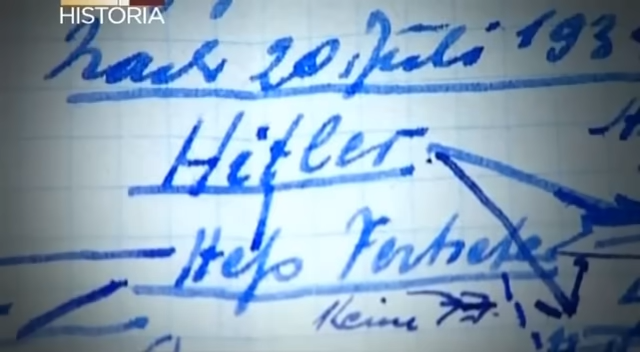 HISTORIA
Nach 20. Juli 193
Hitler
Heß Vertreter
Keine